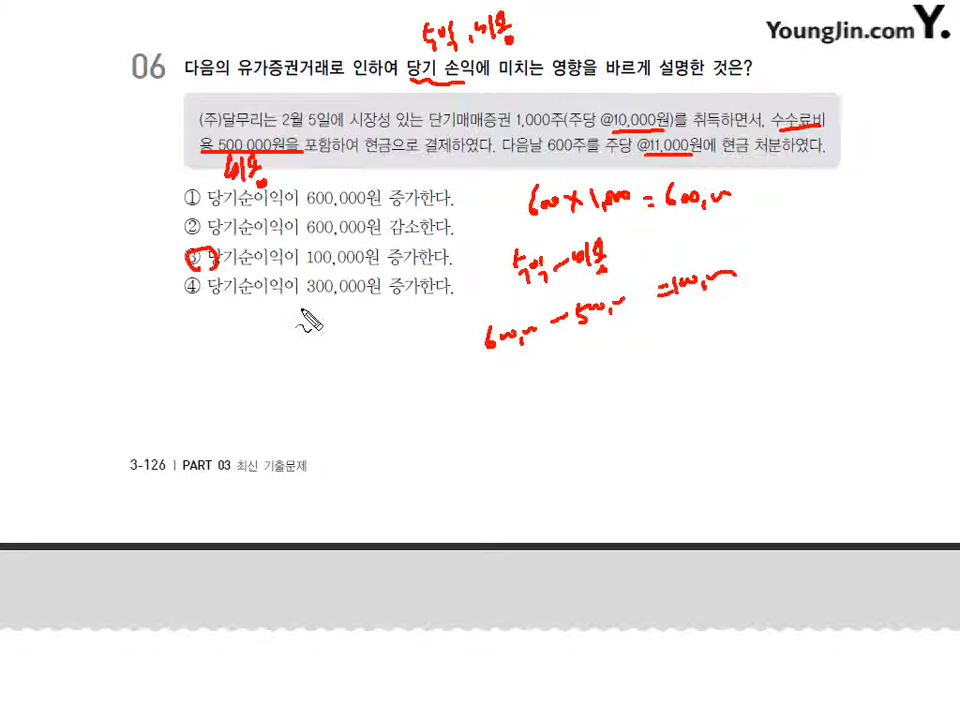 YoungJin.com Y.
수익, 비용
06 다음의 유가증권거래로 인하여 당기 손익에 미치는 영향을 바르게 설명한 것은?
(주)달무리는 2월 5일에 시장성 있는 단기매매증권 1,000주(주당 @10,000원)를 취득하면서, 수수료비
용 500,000원을 포함하여 현금으로 결제하였다. 다음날 600주를 주당 @11,000원에 현금 처분하였다.
비용
① 당기순이익이 600,000원 증가한다.
600 × 1,000 = 600,000
② 당기순이익이 600,000원 감소한다.
③ 당기순이익이 100,000원 증가한다.
수익 - 비용
④ 당기순이익이 300,000원 증가한다.
600,000 - 500,000 = 100,000
3-126 | PART 03 최신 기출문제